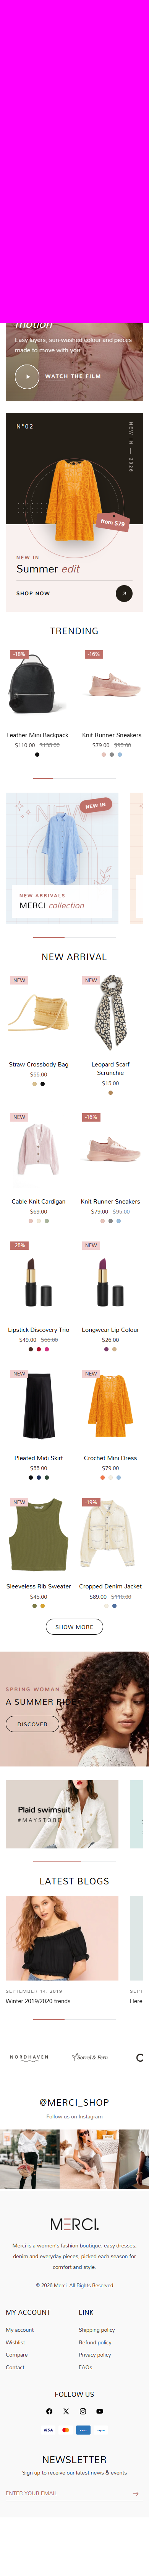 motion
Easy layers, sun-washed colour and pieces
made to move with you
WATCH THE FILM
N°02
NEW IN — 2026
from $79
NEW IN
Summer edit
SHOP NOW
TRENDING
-16%
-16%
Leather Mini Backpack
$110.00 $130.00
Knit Runner Sneakers
$79.00 $95.00
NEW
NEW IN
NEW ARRIVALS
MERCI collection
NEW ARRIVAL
NEW
NEW
Straw Crossbody Bag
$55.00
Leopard Scarf
Scrunchie
$15.00
NEW
-16%
Cable Knit Cardigan
$69.00
Knit Runner Sneakers
$79.00 $95.00
-25%
NEW
Lipstick Discovery Trio
$49.00 $66.00
Longwear Lip Colour
$26.00
NEW
NEW
Pleated Midi Skirt
$55.00
Crochet Mini Dress
$79.00
NEW
-19%
Sleeveless Rib Sweater
$45.00
Cropped Denim Jacket
$89.00 $110.00
SHOW MORE
SPRING WOMAN
A SUMMER
DISCOVER
Plaid swimsuit
#MAYSTORE
LATEST BLOGS
SEPTEMBER 14, 2019
Winter 2019/2020 trends
SEPT
Here
NORDHAVEN
Sorrel & Fern
@MERCI_SHOP
Follow us on Instagram
MERCI.
Merci is a women's fashion boutique: easy dresses,
denim and everyday pieces, picked each season for
comfort and style.
© 2026 Merci. All Rights Reserved
MY ACCOUNT
My account
Wishlist
Compare
Contact
LINK
Shipping policy
Refund policy
Privacy policy
FAQs
FOLLOW US
VISA
NEWSLETTER
Sign up to receive our latest news & events
ENTER YOUR EMAIL